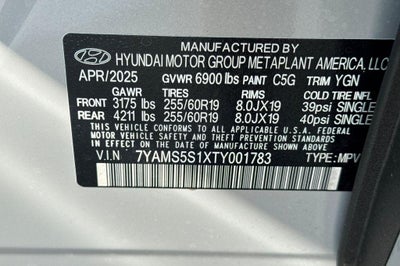 MANUFACTURED BY
HYUNDAI MOTOR GROUP METAPLANT AMERICA, LLC
APR/2025 GVWR 6900 lbs PAINT C5G TRIM YGN
GAWR TIRES RIMS COLD TIRE INFL
FRONT 3175 lbs 255/60R19 8.0JX19 39psi SINGLE
REAR 4211 lbs 255/60R19 8.0JX19 40psi SINGLE
THIS VEHICLE CONFORMS TO ALL APPLICABLE U.S. FEDERAL MOTOR
VEHICLE SAFETY, BUMPER, AND THEFT PREVENTION STANDARDS
IN EFFECT ON THE DATE OF MANUFACTURE SHOWN ABOVE.
V.I.N 7YAMS5S1XTY001783 TYPE: MPV